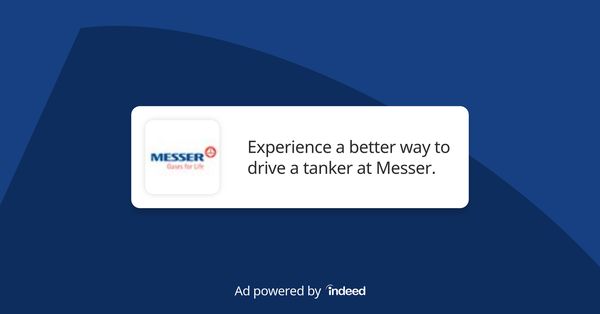 MESSER
Gases for Life
Experience a better way to
drive a tanker at Messer.
Ad powered by indeed